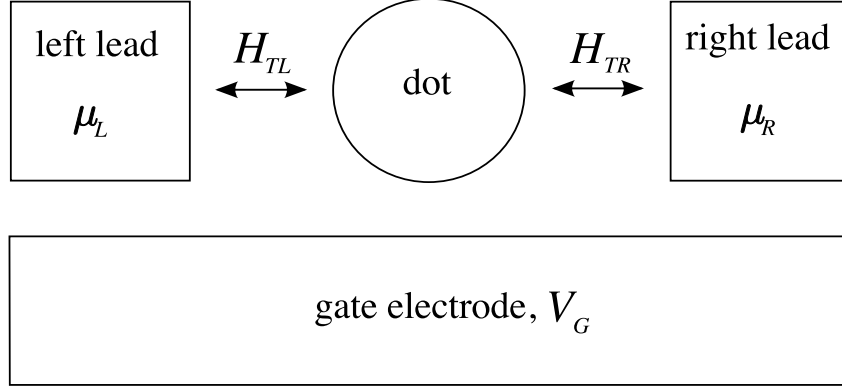 left lead
μ_L
H_TL
dot
H_TR
right lead
μ_R
gate electrode, V_G